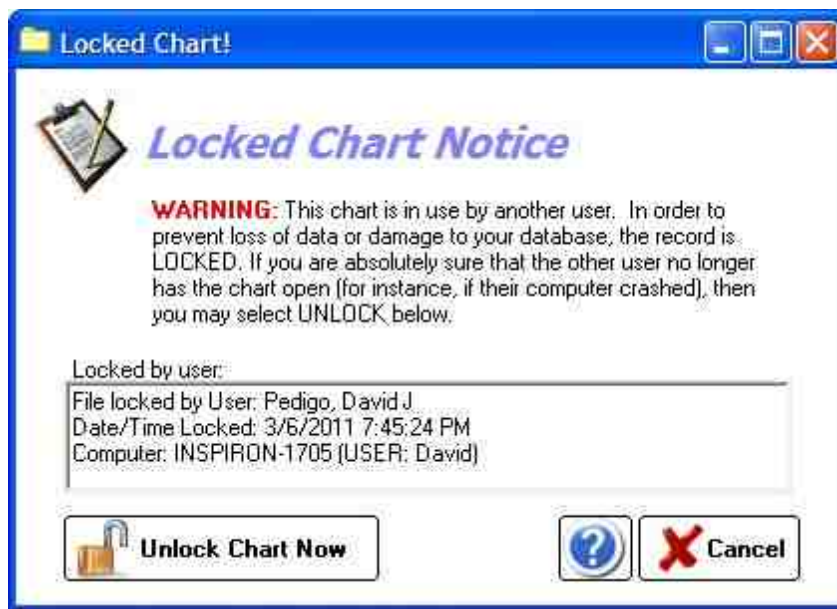 Locked Chart!
Locked Chart Notice
WARNING: This chart is in use by another user. In order to
prevent loss of data or damage to your database, the record is
LOCKED. If you are absolutely sure that the other user no longer
has the chart open (for instance, if their computer crashed), then
you may select UNLOCK below.
Locked by user:
File locked by User: Pedigo, David J
Date/Time Locked: 3/6/2011 7:45:24 PM
Computer: INSPIRON-1705 (USER: David)
Unlock Chart Now
?
Cancel